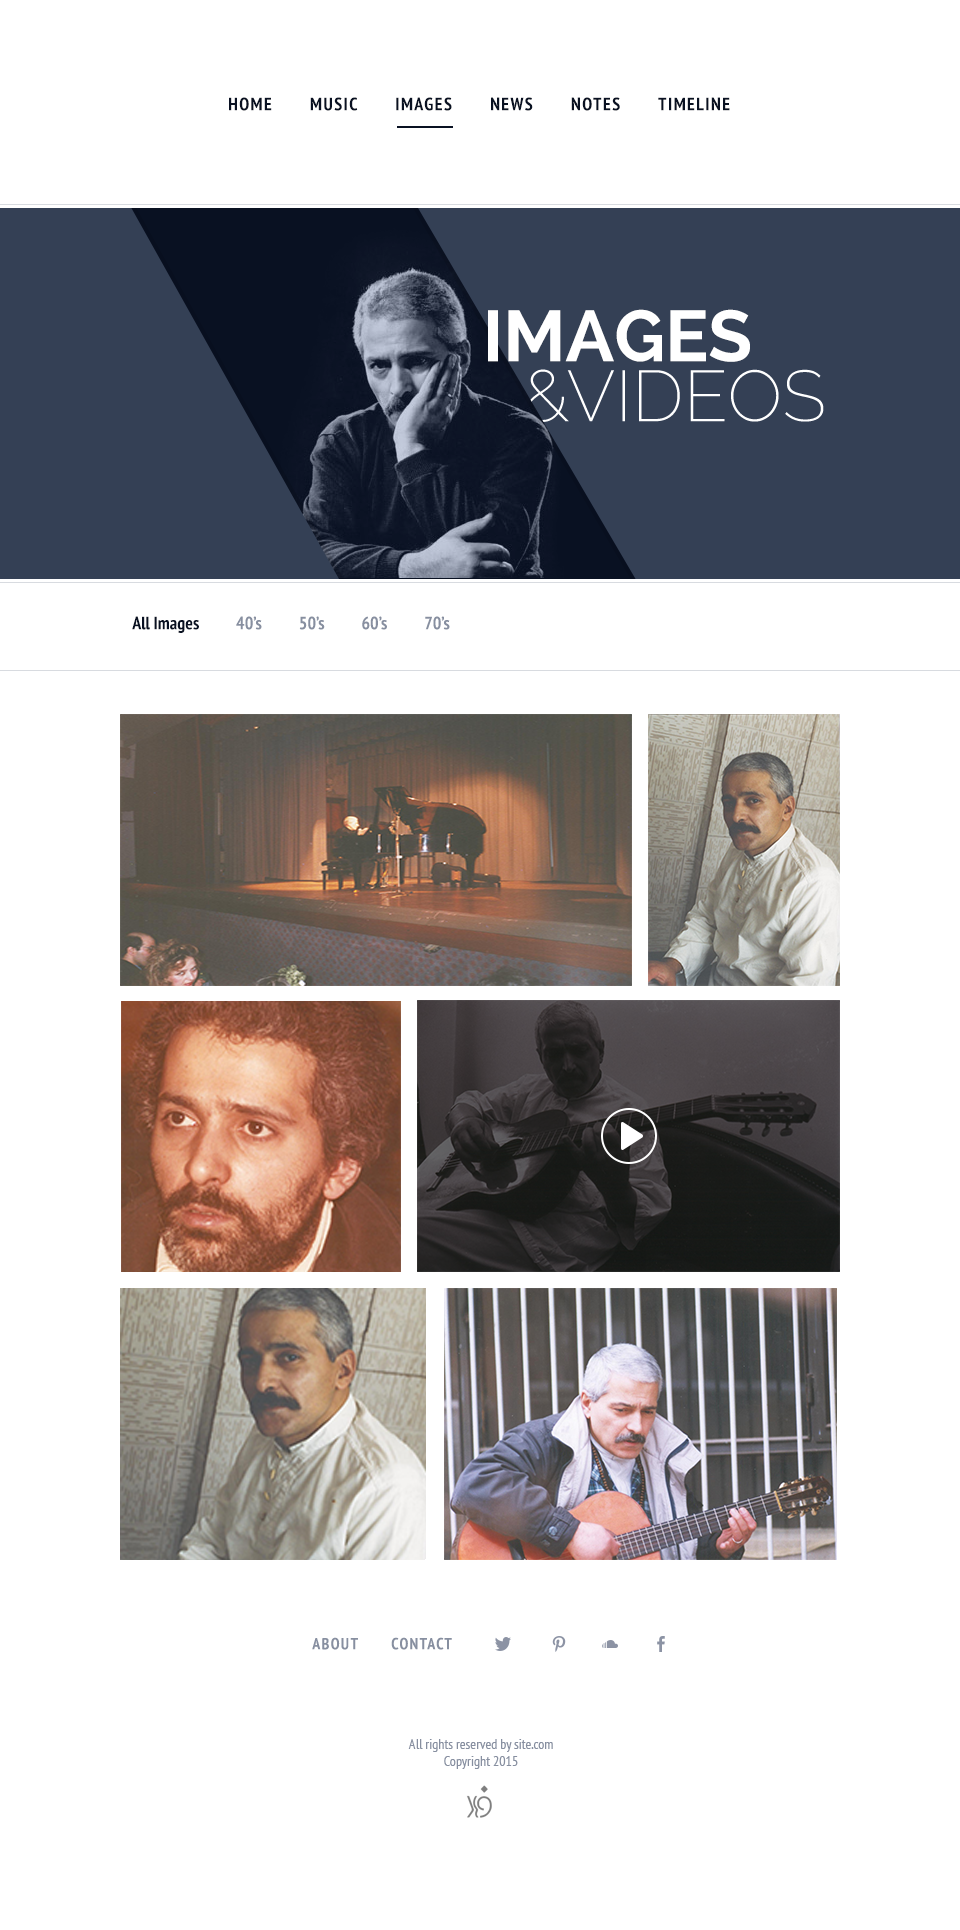 HOME MUSIC IMAGES NEWS NOTES TIMELINE
IMAGES
&VIDEOS
All Images 40's 50's 60's 70's
ABOUT CONTACT
All rights reserved by site.com
Copyright 2015